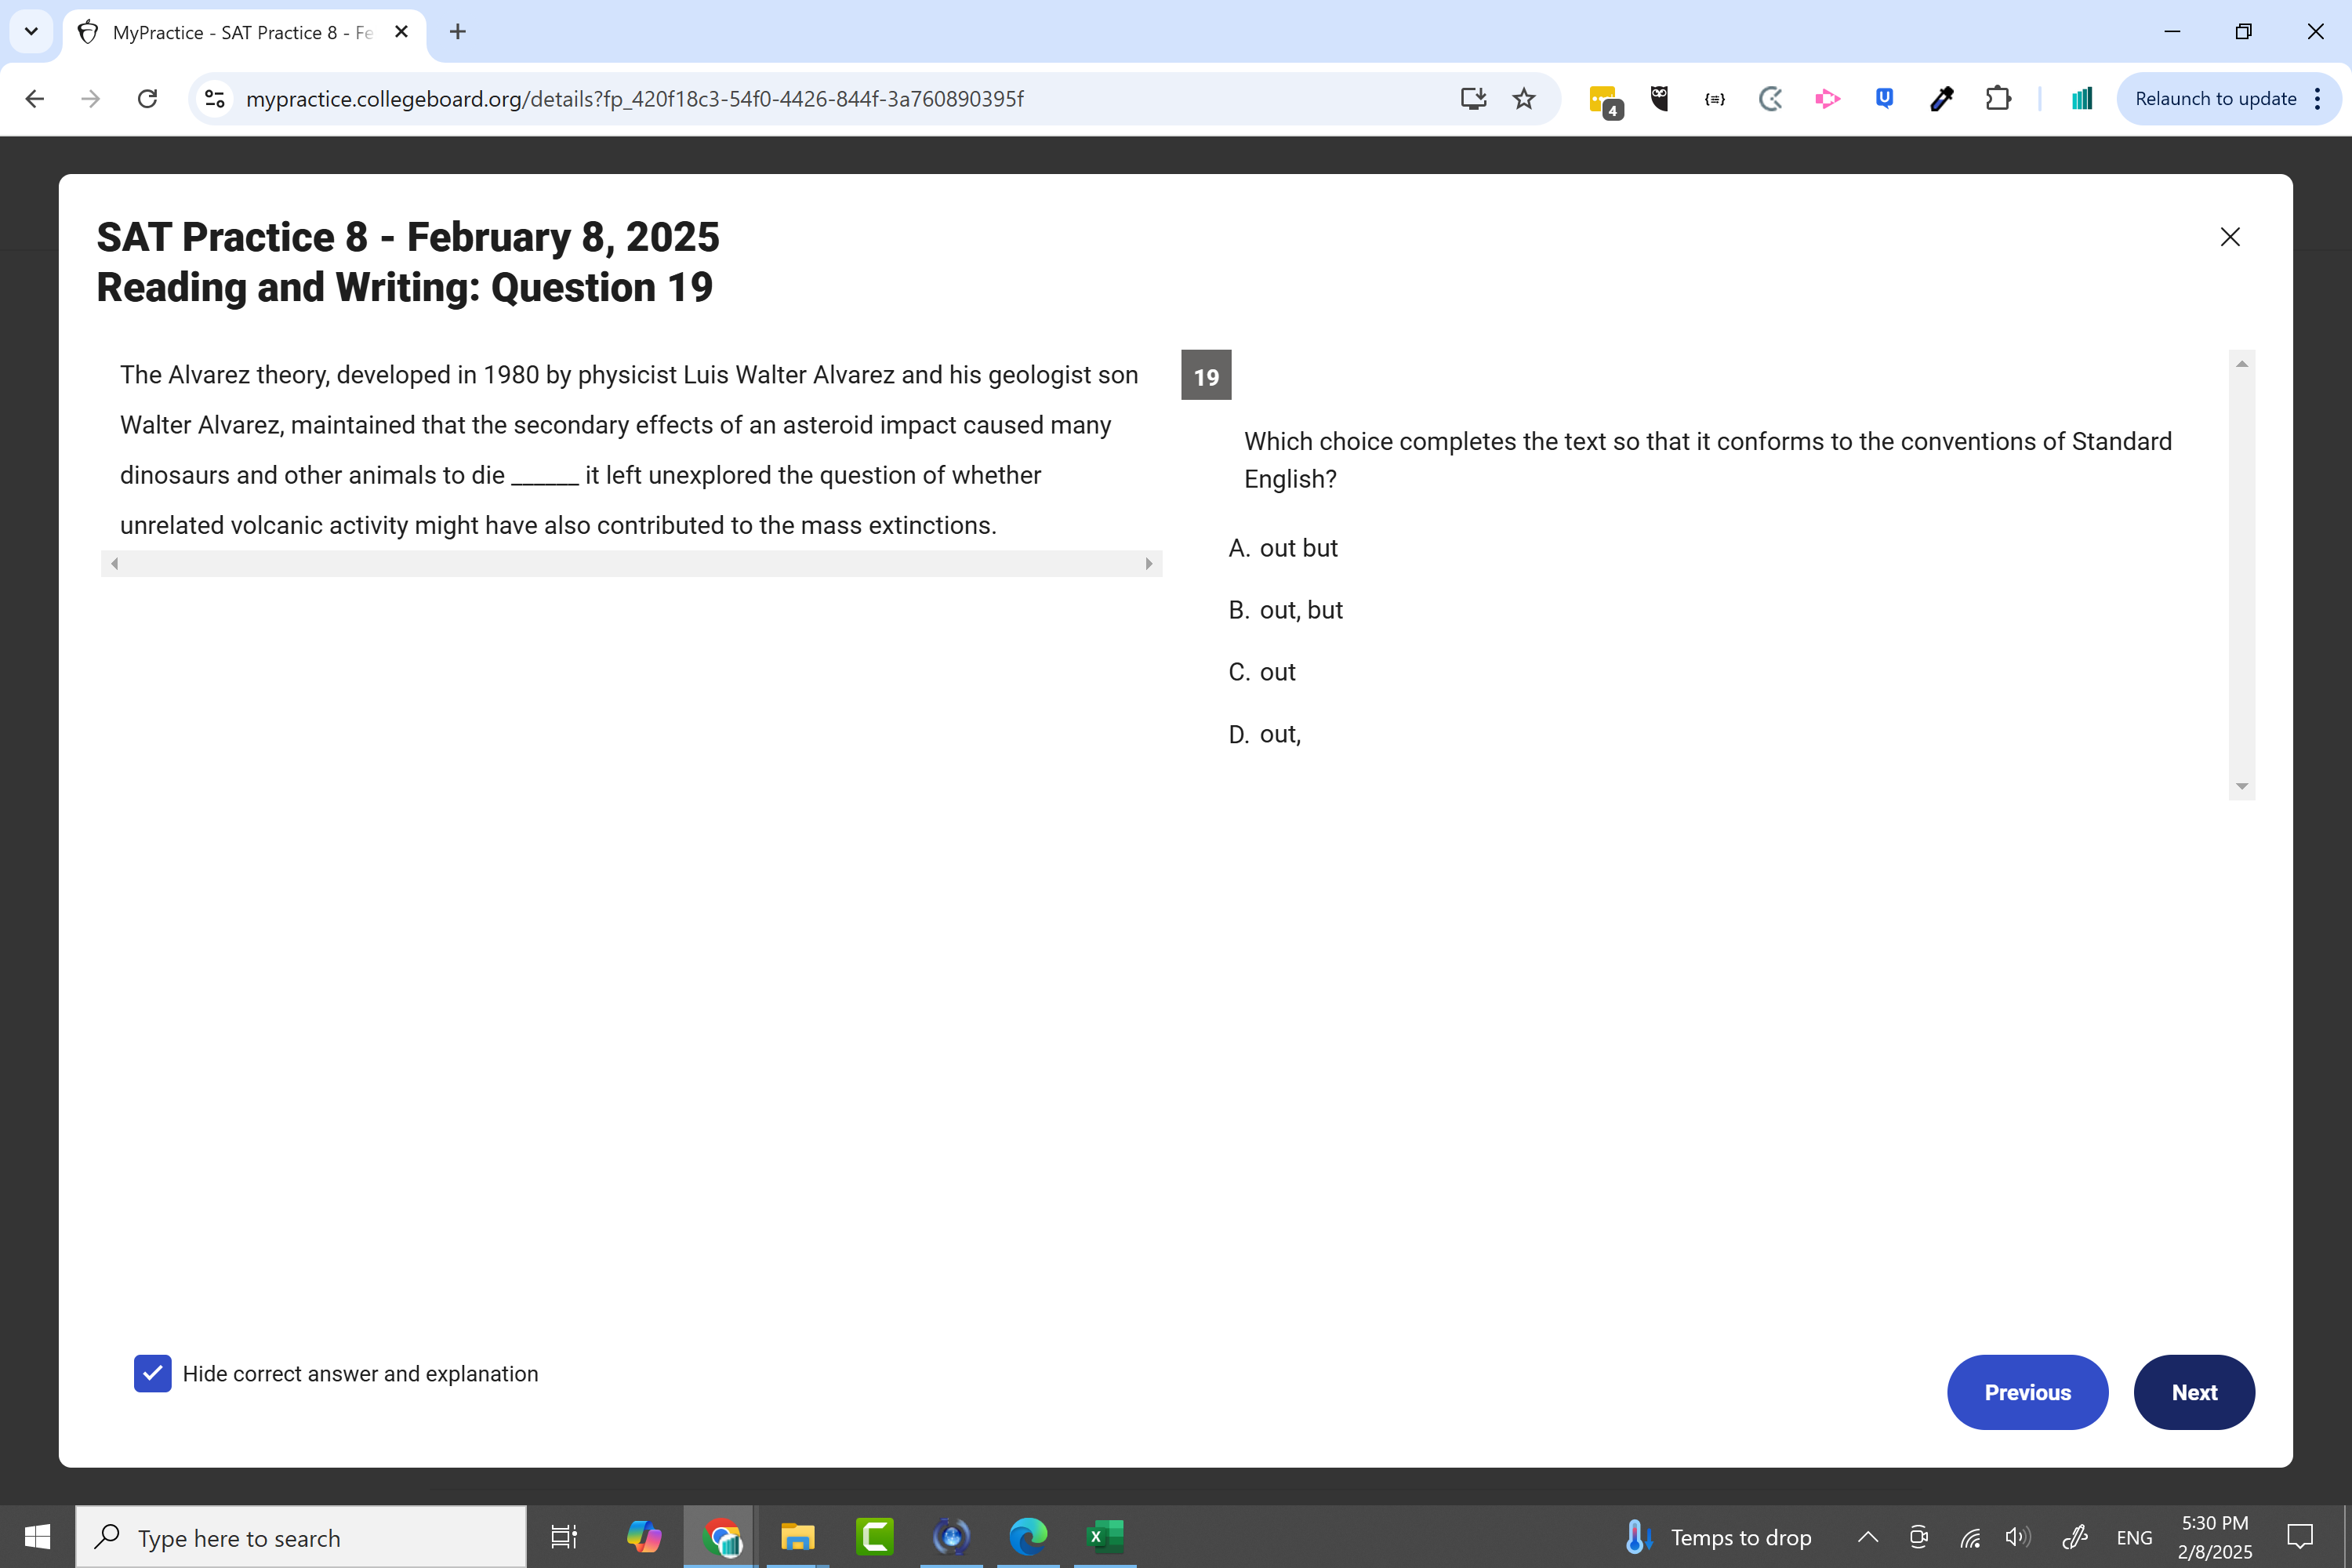 MyPractice - SAT Practice 8 - Fe
mypractice.collegeboard.org/details?fp_420f18c3-54f0-4426-844f-3a760890395f
4
{≡}
U
Relaunch to update
SAT Practice 8 - February 8, 2025
Reading and Writing: Question 19
The Alvarez theory, developed in 1980 by physicist Luis Walter Alvarez and his geologist son
Walter Alvarez, maintained that the secondary effects of an asteroid impact caused many
dinosaurs and other animals to die ______ it left unexplored the question of whether
unrelated volcanic activity might have also contributed to the mass extinctions.
19
Which choice completes the text so that it conforms to the conventions of Standard
English?
A. out but
B. out, but
C. out
D. out,
Hide correct answer and explanation
Previous
Next
Type here to search
Temps to drop
ENG
5:30 PM
2/8/2025